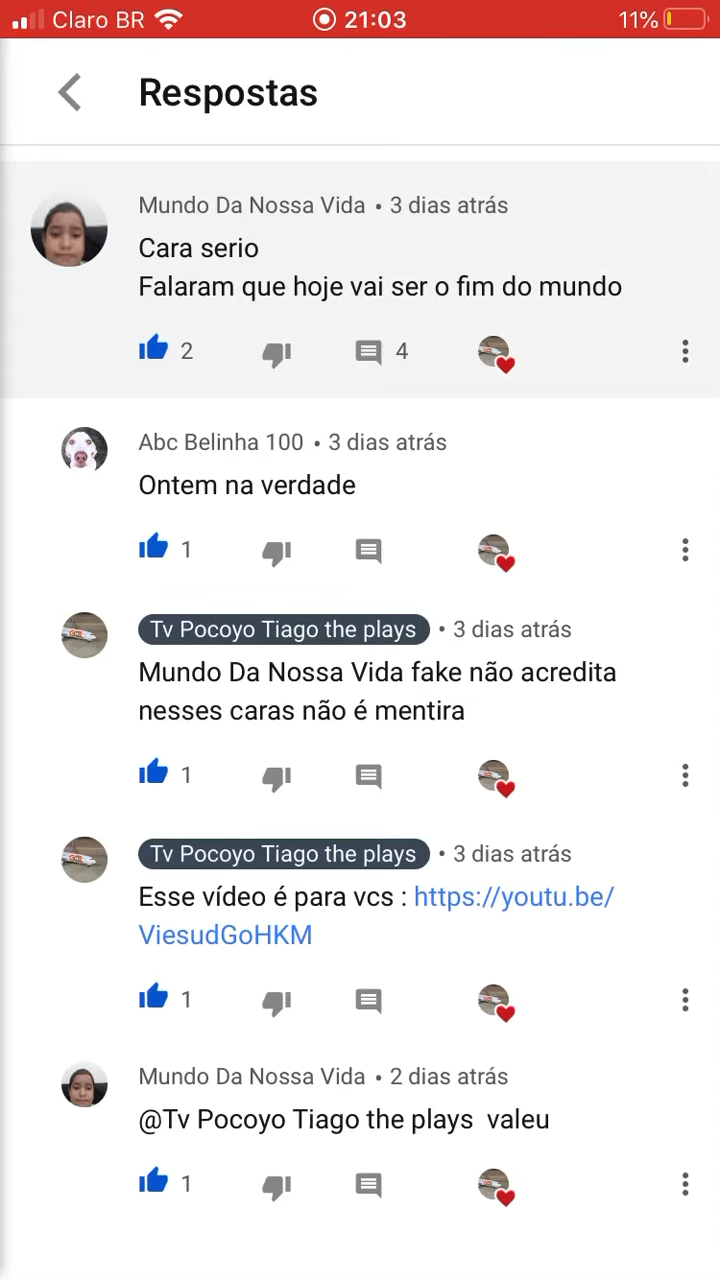 Claro BR 21:03 11%
Respostas
Mundo Da Nossa Vida • 3 dias atrás
Cara serio
Falaram que hoje vai ser o fim do mundo
2 4
Abc Belinha 100 • 3 dias atrás
Ontem na verdade
1
Tv Pocoyo Tiago the plays • 3 dias atrás
Mundo Da Nossa Vida fake não acredita
nesses caras não é mentira
1
Tv Pocoyo Tiago the plays • 3 dias atrás
Esse vídeo é para vcs : https://youtu.be/
ViesudGoHKM
1
Mundo Da Nossa Vida • 2 dias atrás
@Tv Pocoyo Tiago the plays valeu
1